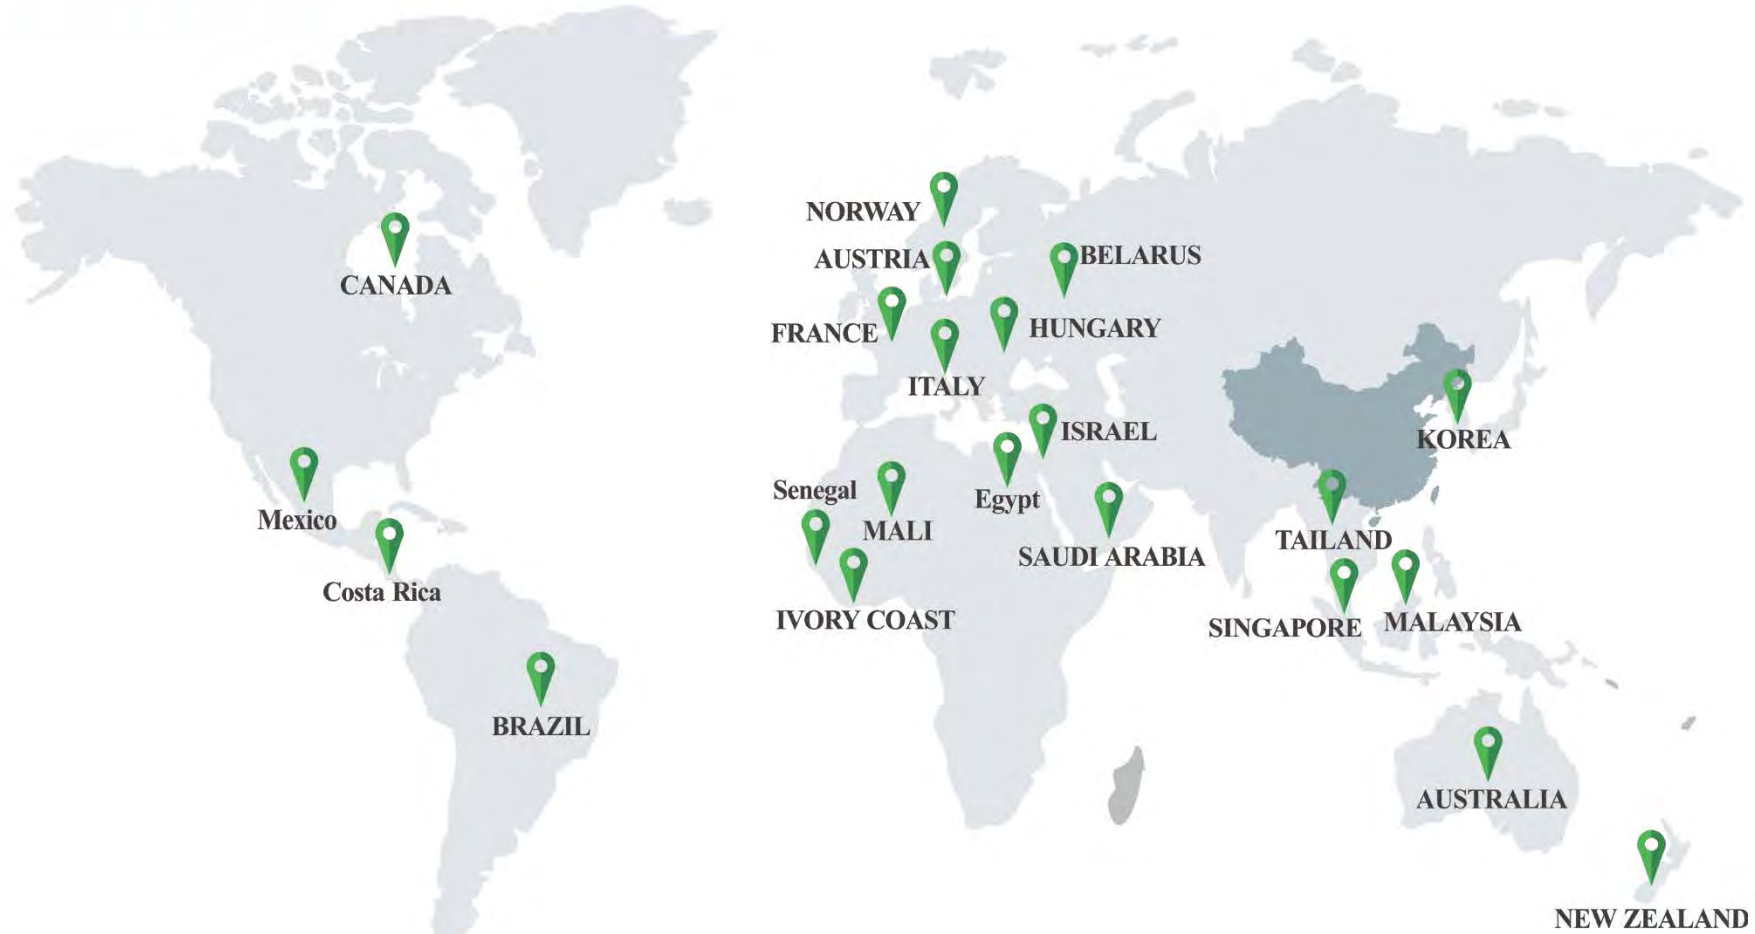 NORWAY
AUSTRIA
BELARUS
CANADA
FRANCE
HUNGARY
ITALY
ISRAEL
KOREA
Senegal
Egypt
Mexico
MALI
TAILAND
SAUDI ARABIA
Costa Rica
IVORY COAST
SINGAPORE
MALAYSIA
BRAZIL
AUSTRALIA
NEW ZEALAND